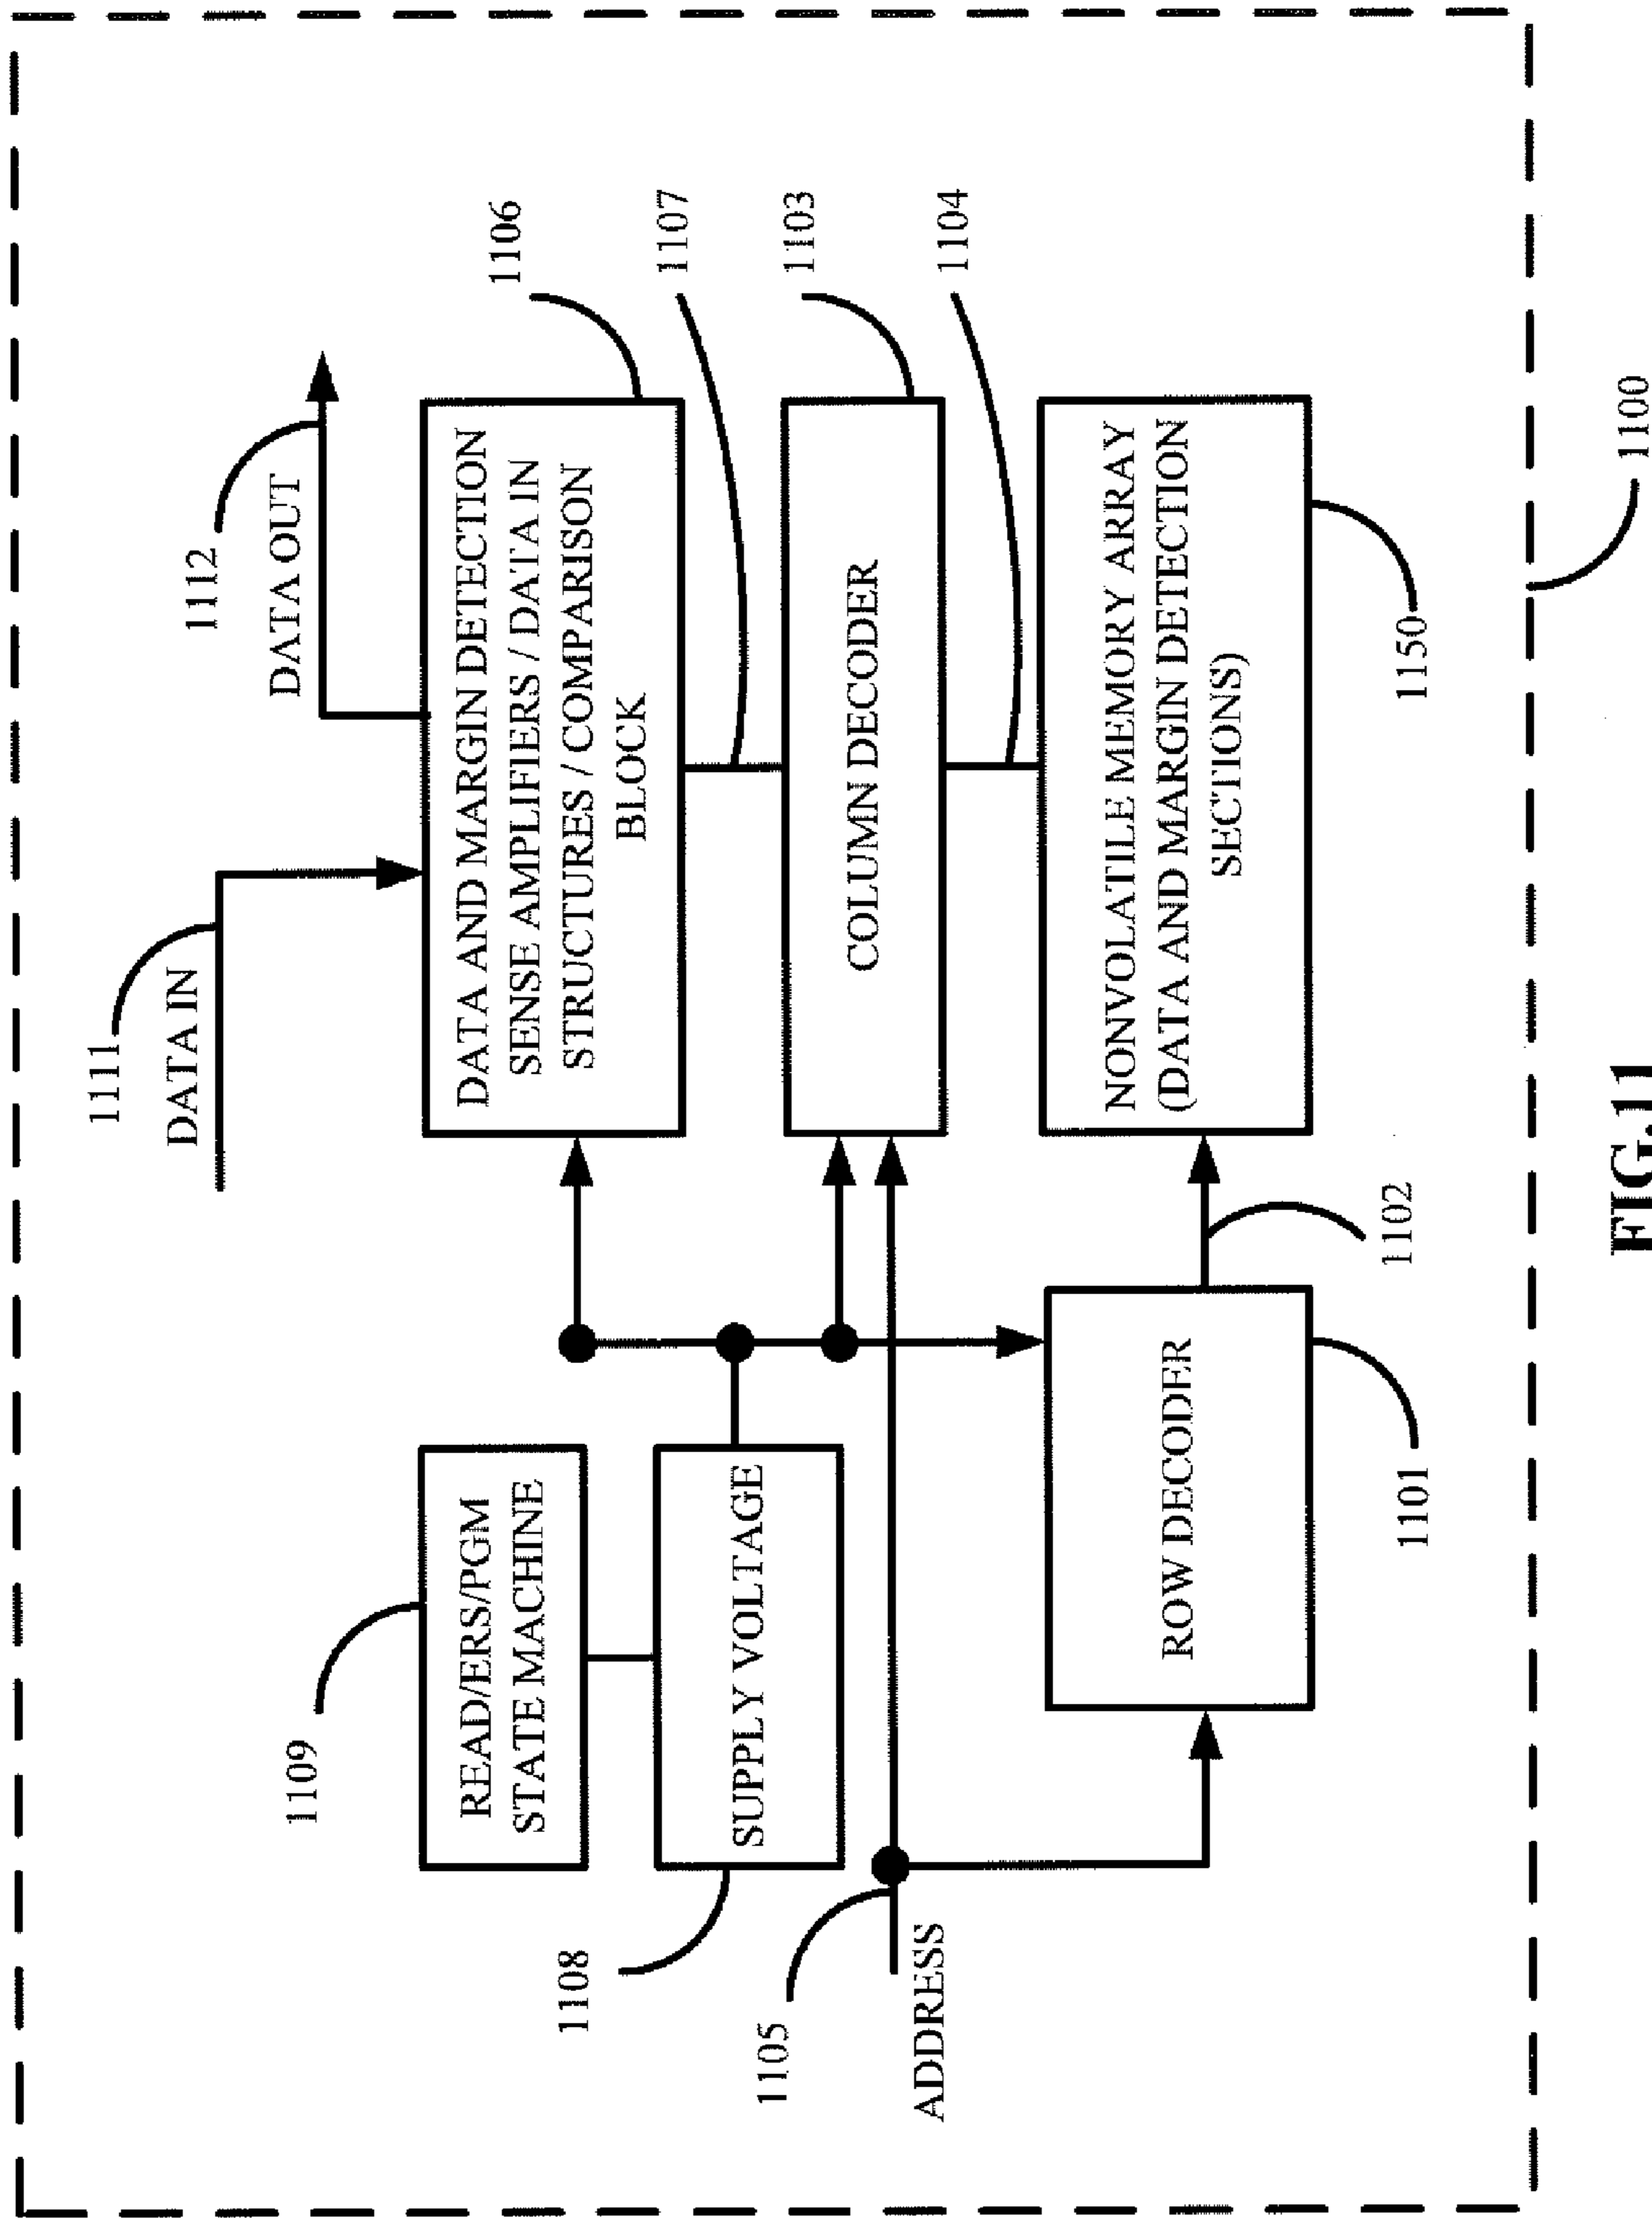 1111
DATA IN
1112
DATA OUT
1109
READ/ERS/PGM
STATE MACHINE
DATA AND MARGIN DETECTION
SENSE AMPLIFIERS / DATA IN
STRUCTURES / COMPARISON
BLOCK
1106
1108
SUPPLY VOLTAGE
1107
1105
ADDRESS
COLUMN DECODER
1103
1104
ROW DECODER
1101
1102
NONVOLATILE MEMORY ARRAY
(DATA AND MARGIN DETECTION
SECTIONS)
1150
1100
FIG.11